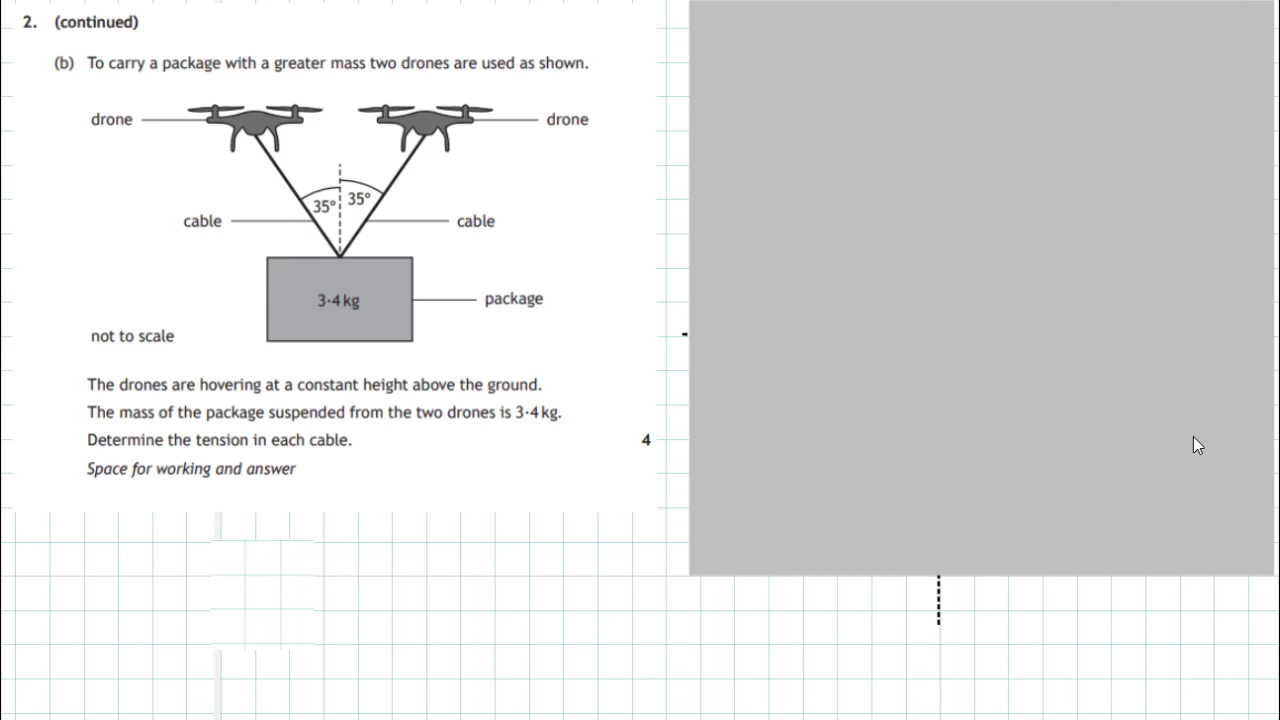 2. (continued)
(b) To carry a package with a greater mass two drones are used as shown.
drone
drone
35°
35°
cable
cable
3·4 kg
package
not to scale
The drones are hovering at a constant height above the ground.
The mass of the package suspended from the two drones is 3·4 kg.
Determine the tension in each cable. 4
Space for working and answer